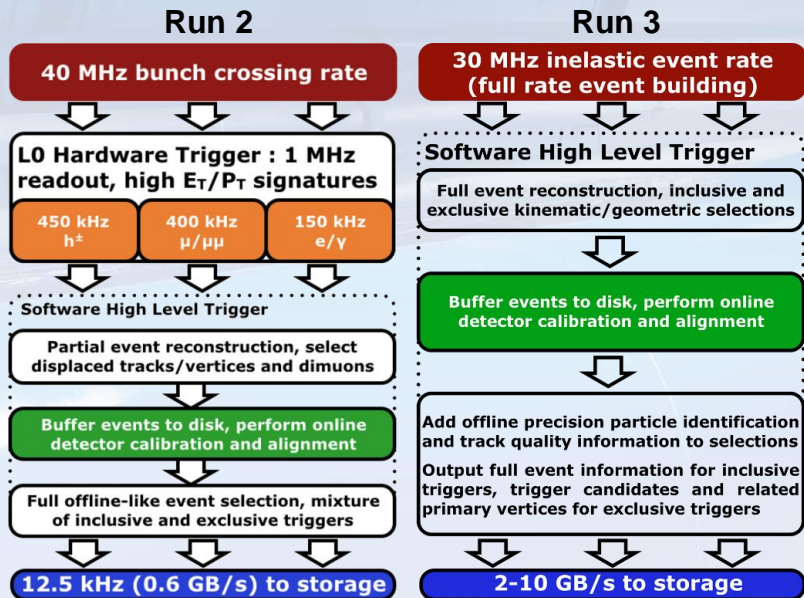 Run 2
40 MHz bunch crossing rate
L0 Hardware Trigger : 1 MHz
readout, high ET/PT signatures
450 kHz
h±
400 kHz
μ/μμ
150 kHz
e/γ
Software High Level Trigger
Partial event reconstruction, select
displaced tracks/vertices and dimuons
Buffer events to disk, perform online
detector calibration and alignment
Full offline-like event selection, mixture
of inclusive and exclusive triggers
12.5 kHz (0.6 GB/s) to storage
Run 3
30 MHz inelastic event rate
(full rate event building)
Software High Level Trigger
Full event reconstruction, inclusive and
exclusive kinematic/geometric selections
Buffer events to disk, perform online
detector calibration and alignment
Add offline precision particle identification
and track quality information to selections
Output full event information for inclusive
triggers, trigger candidates and related
primary vertices for exclusive triggers
2-10 GB/s to storage